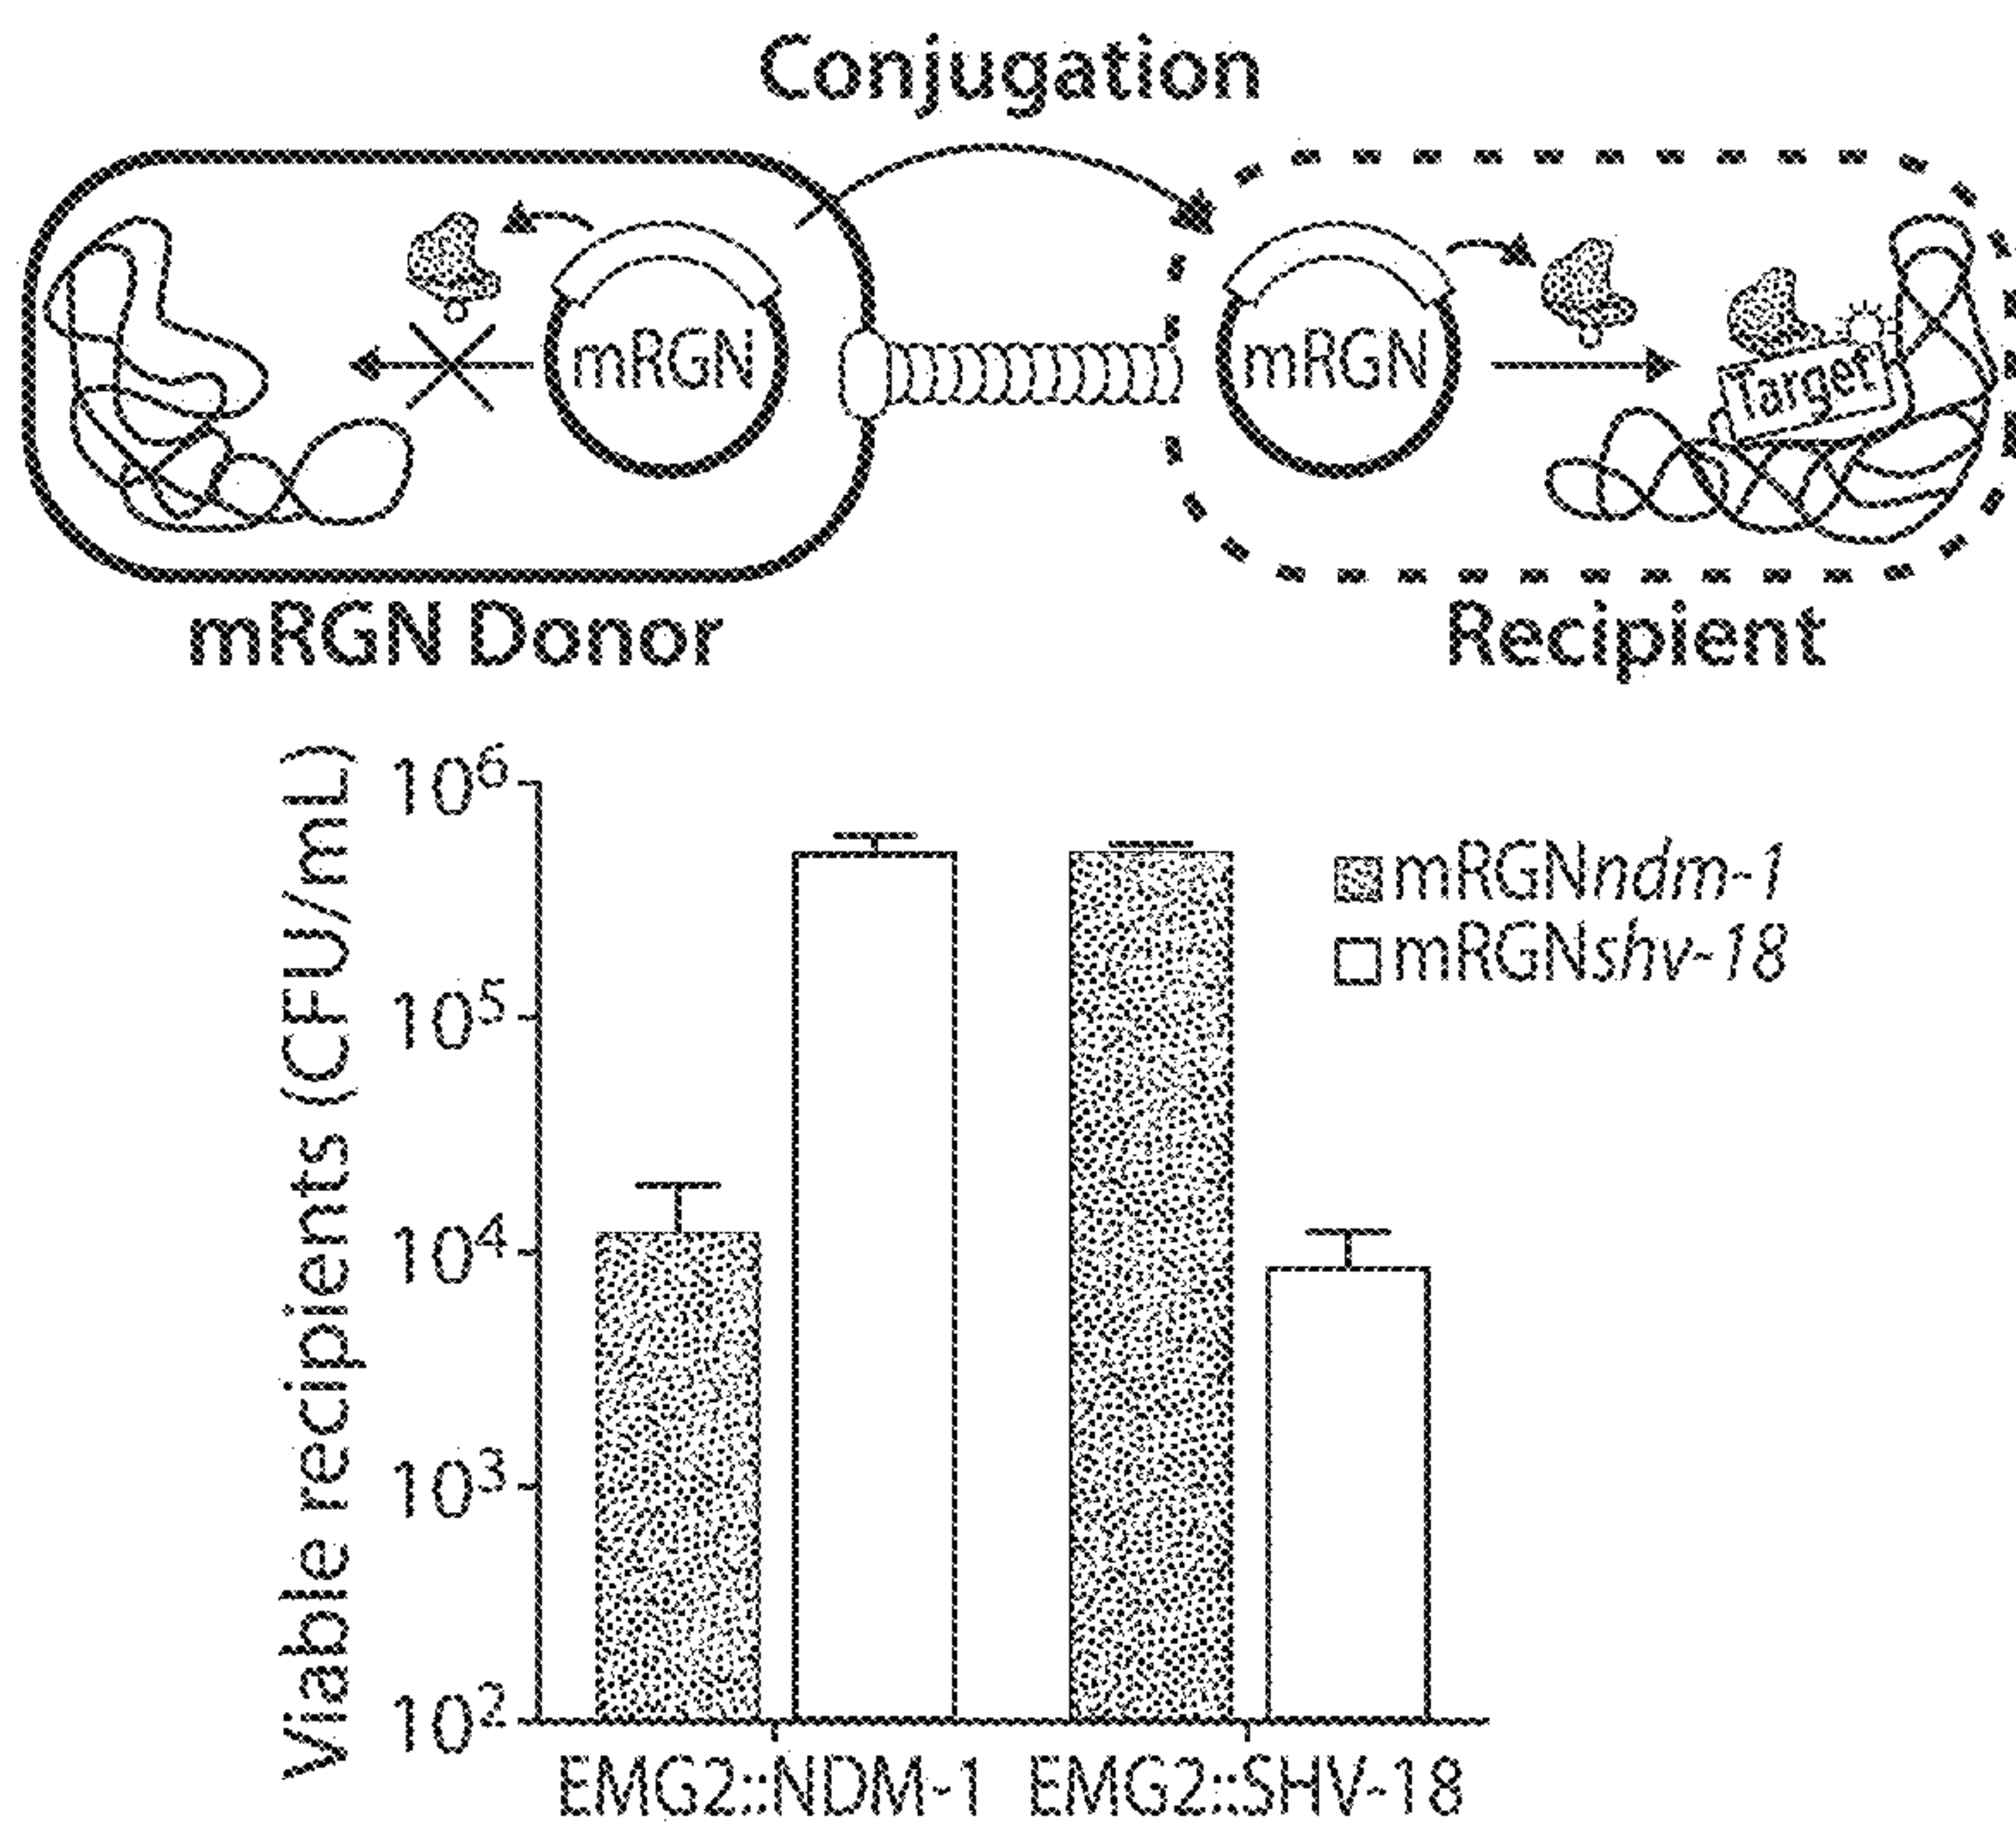 Conjugation
mRGN
mRGN
Target
mRGN Donor
Recipient
Viable recipients (CFU/mL)
10⁶
10⁵
10⁴
10³
10²
mRGNndm-1
mRGNshv-18
EMG2::NDM-1
EMG2::SHV-18